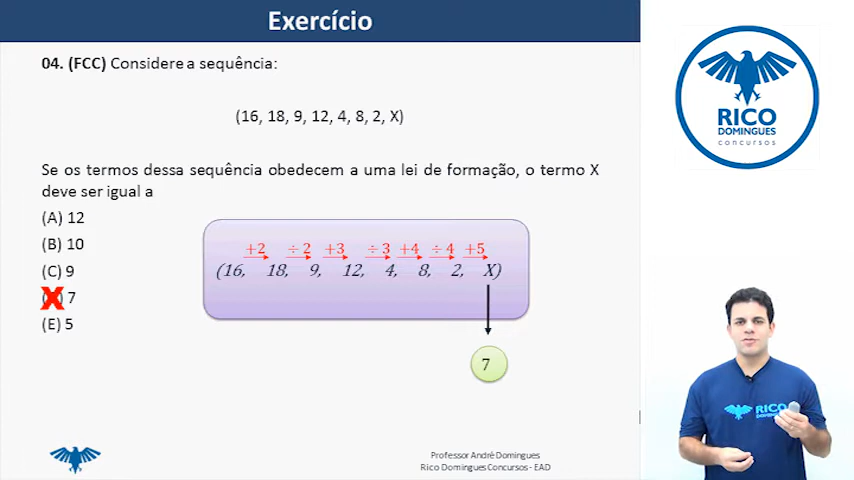 Exercício
04. (FCC) Considere a sequência:
(16, 18, 9, 12, 4, 8, 2, X)
Se os termos dessa sequência obedecem a uma lei de formação, o termo X
deve ser igual a
(A) 12
(B) 10
(C) 9
7
(E) 5
+2 ÷2 +3 ÷3 +4 ÷4 +5
(16, 18, 9, 12, 4, 8, 2, X)
7
Professor André Domingues
Rico Domingues Concursos - EAD
RICO
DOMINGUES
concursos
RICO